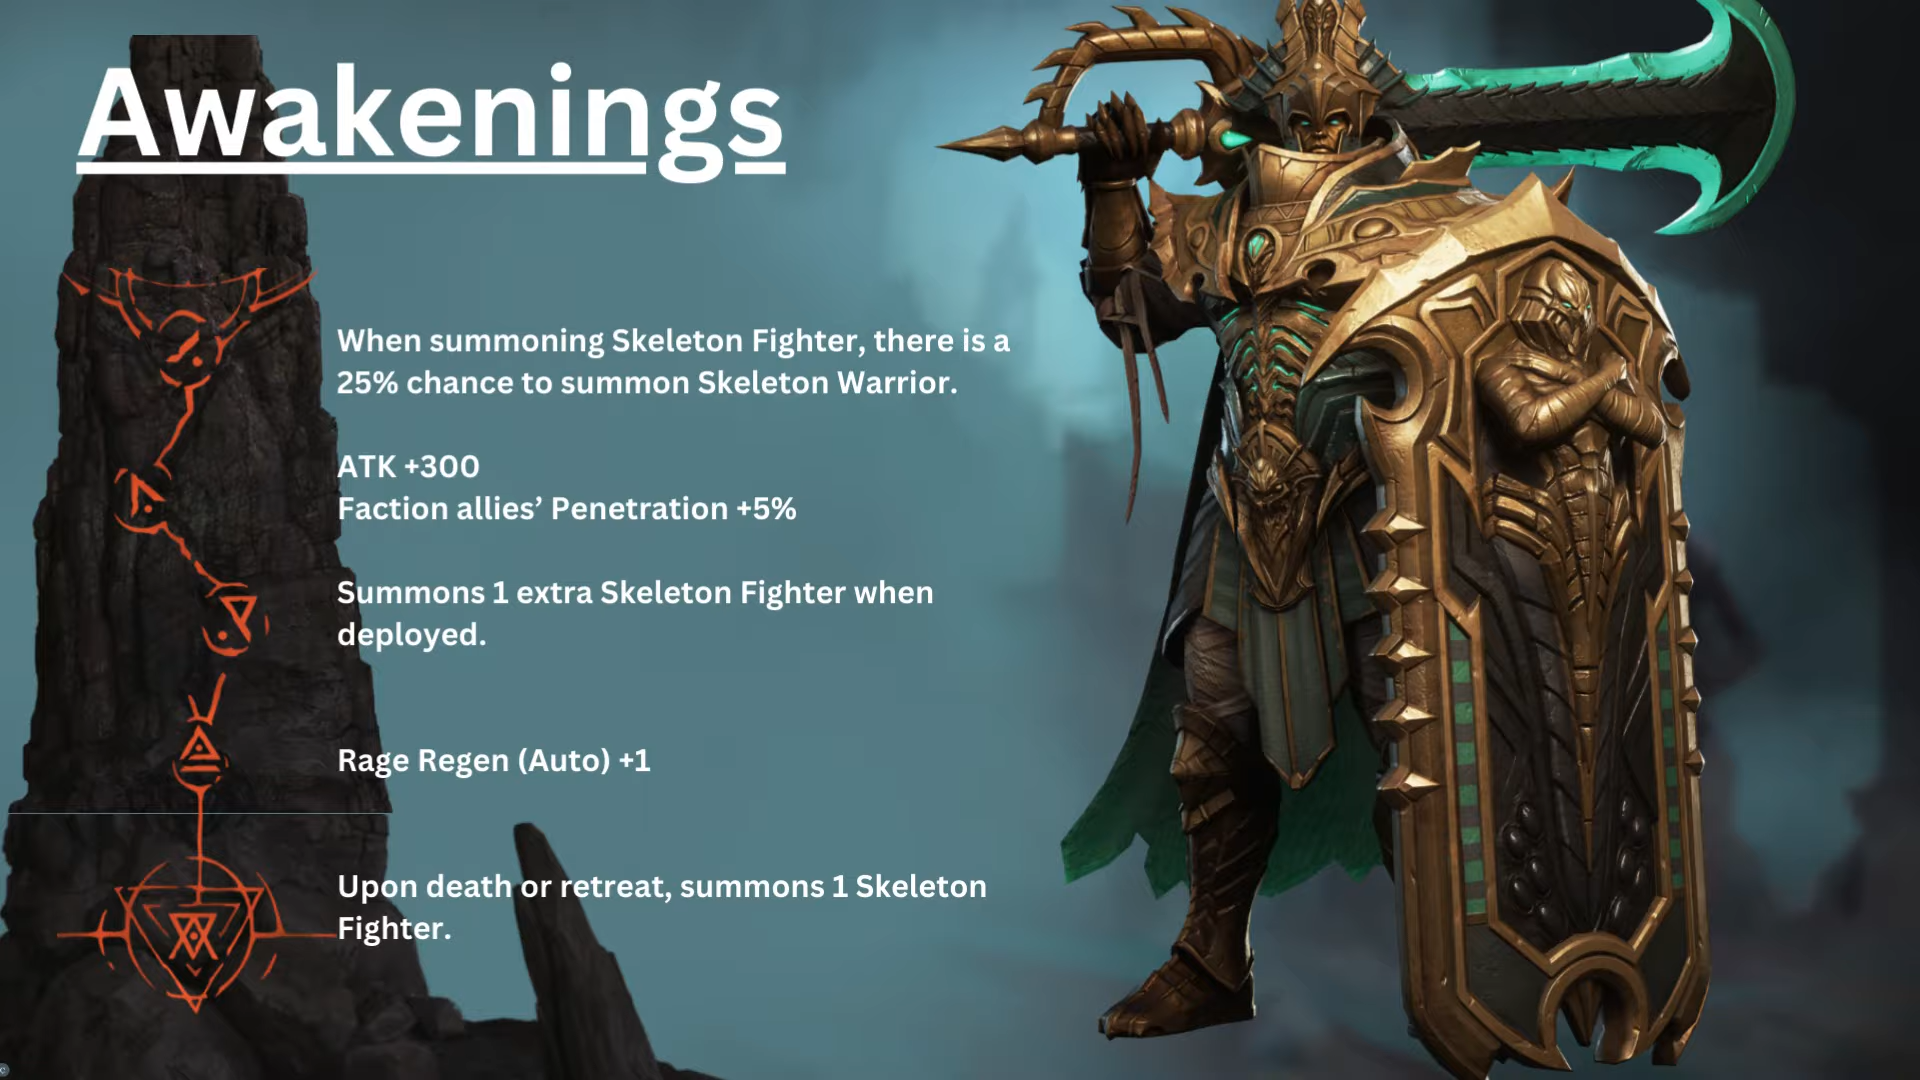 Awakenings
When summoning Skeleton Fighter, there is a
25% chance to summon Skeleton Warrior.
ATK +300
Faction allies’ Penetration +5%
Summons 1 extra Skeleton Fighter when
deployed.
Rage Regen (Auto) +1
Upon death or retreat, summons 1 Skeleton
Fighter.